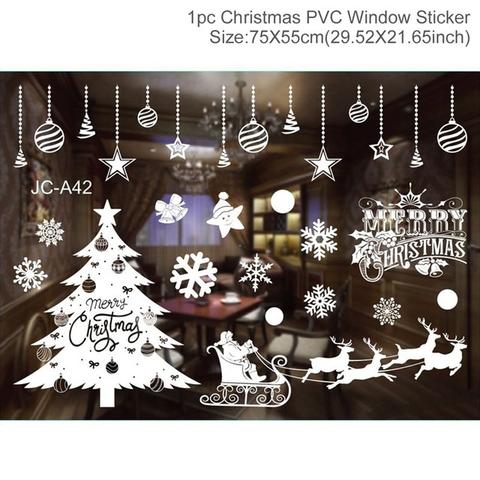 1pc Christmas PVC Window Sticker
Size:75X55cm(29.52X21.65inch)
JC-A42
MERRY
CHRISTMAS
Merry
Christmas